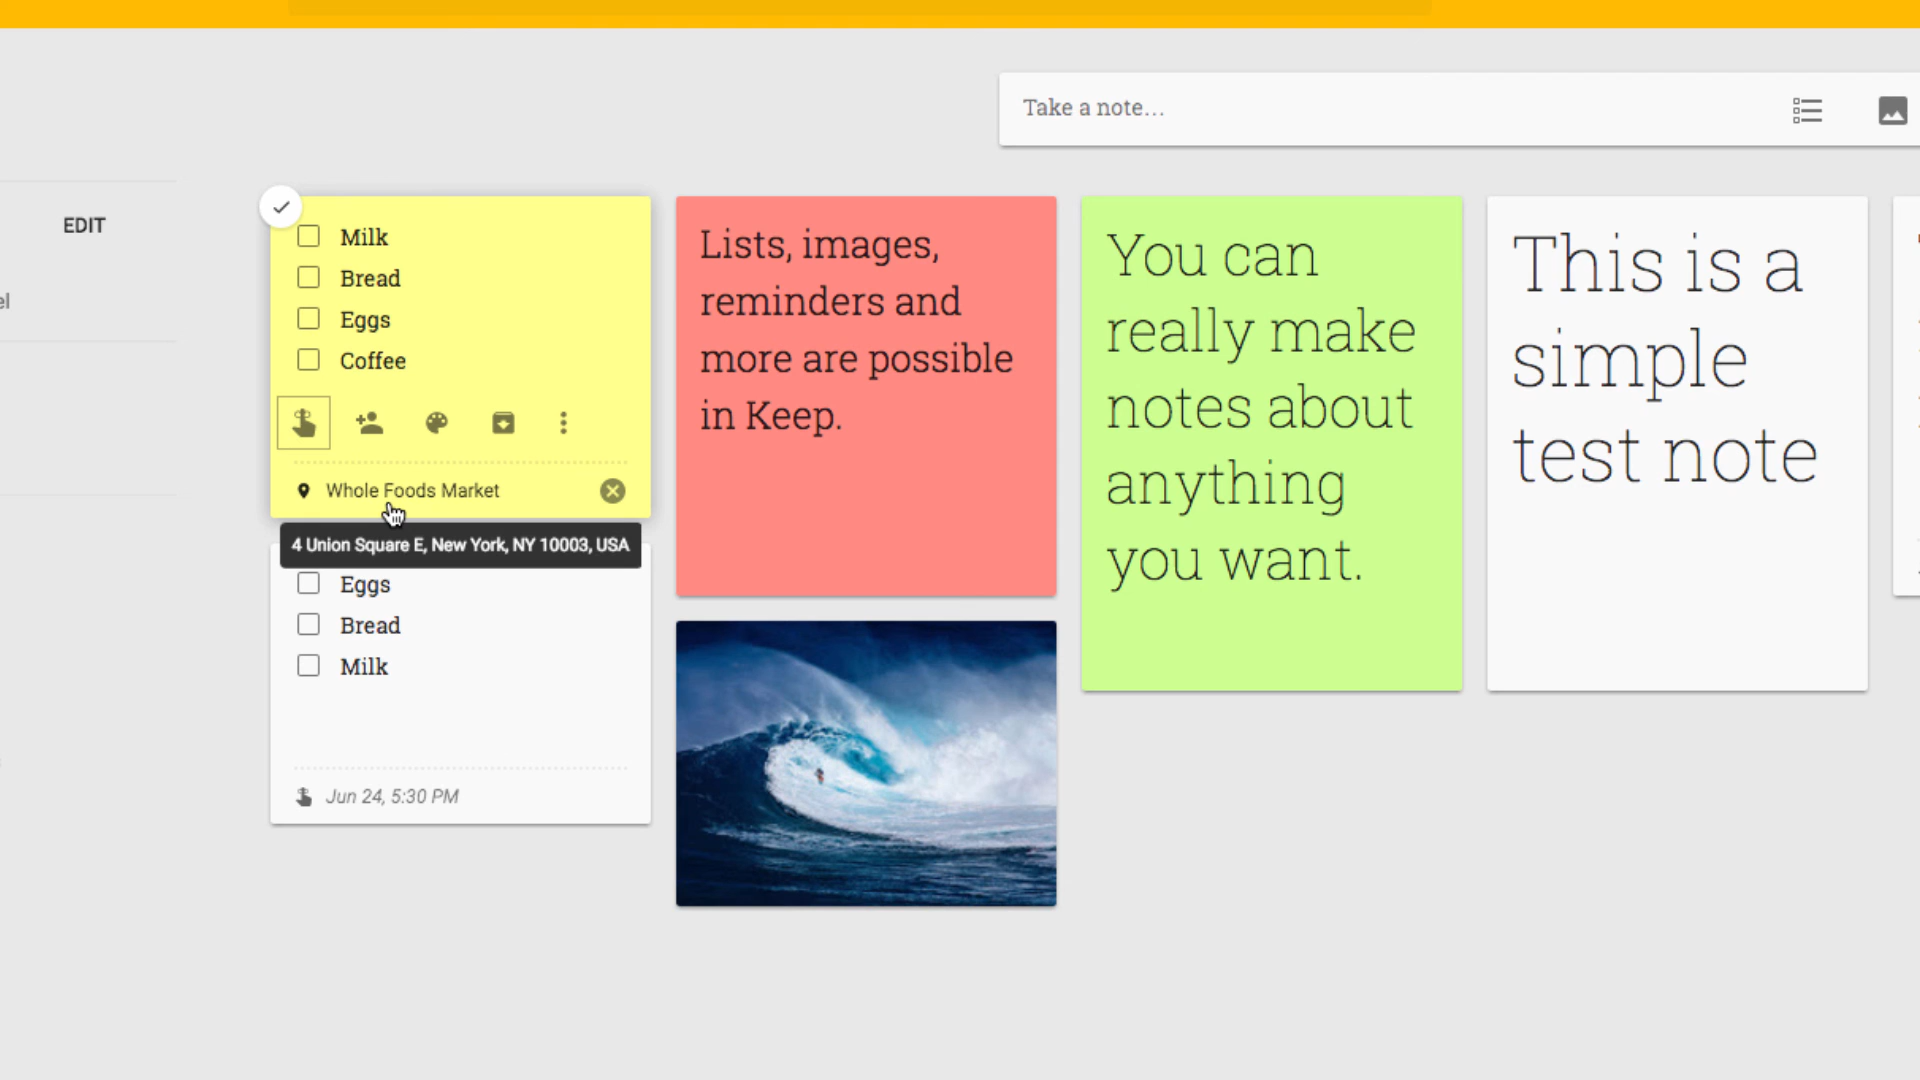 Take a note...
EDIT
el
Milk
Bread
Eggs
Coffee
Whole Foods Market
4 Union Square E, New York, NY 10003, USA
Eggs
Bread
Milk
Jun 24, 5:30 PM
Lists, images,
reminders and
more are possible
in Keep.
You can
really make
notes about
anything
you want.
This is a
simple
test note